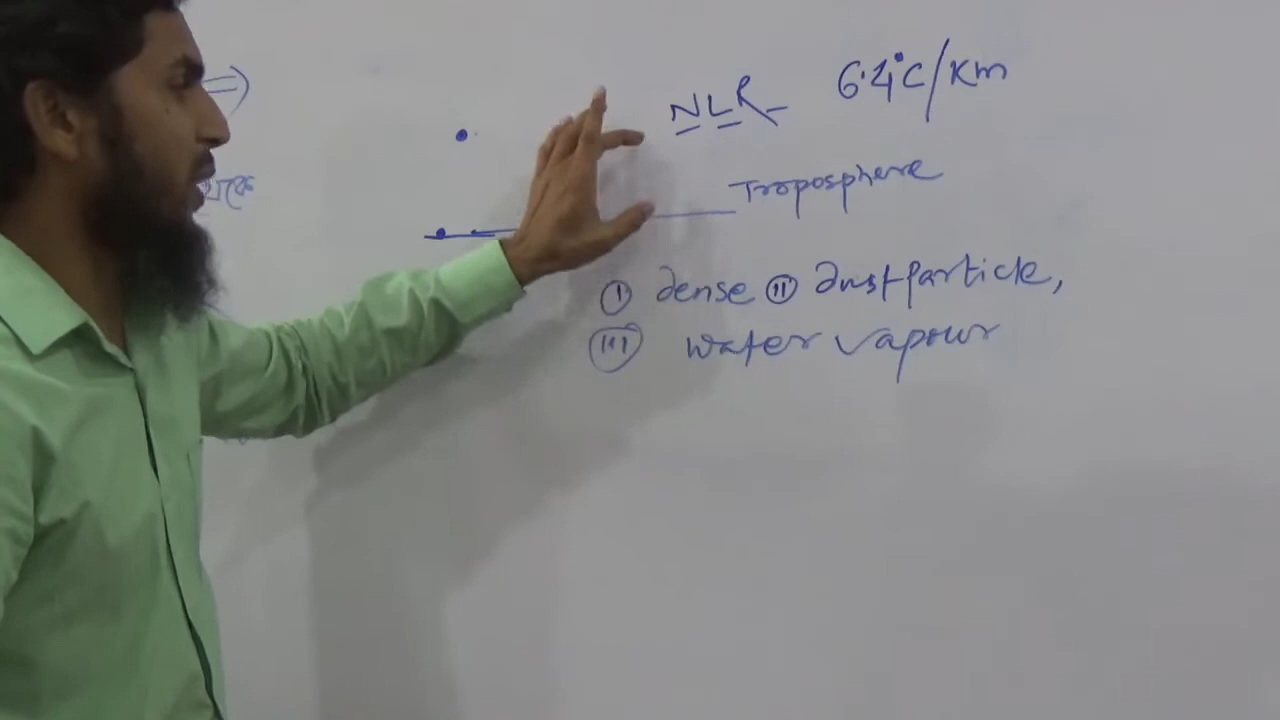 NLR- 6.4°C/Km
Troposphere
(i) dense (ii) dust particle,
(iii) water vapour